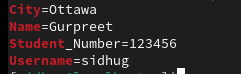 City=Ottawa
Name=Gurpreet
Student_Number=123456
Username=sidhug